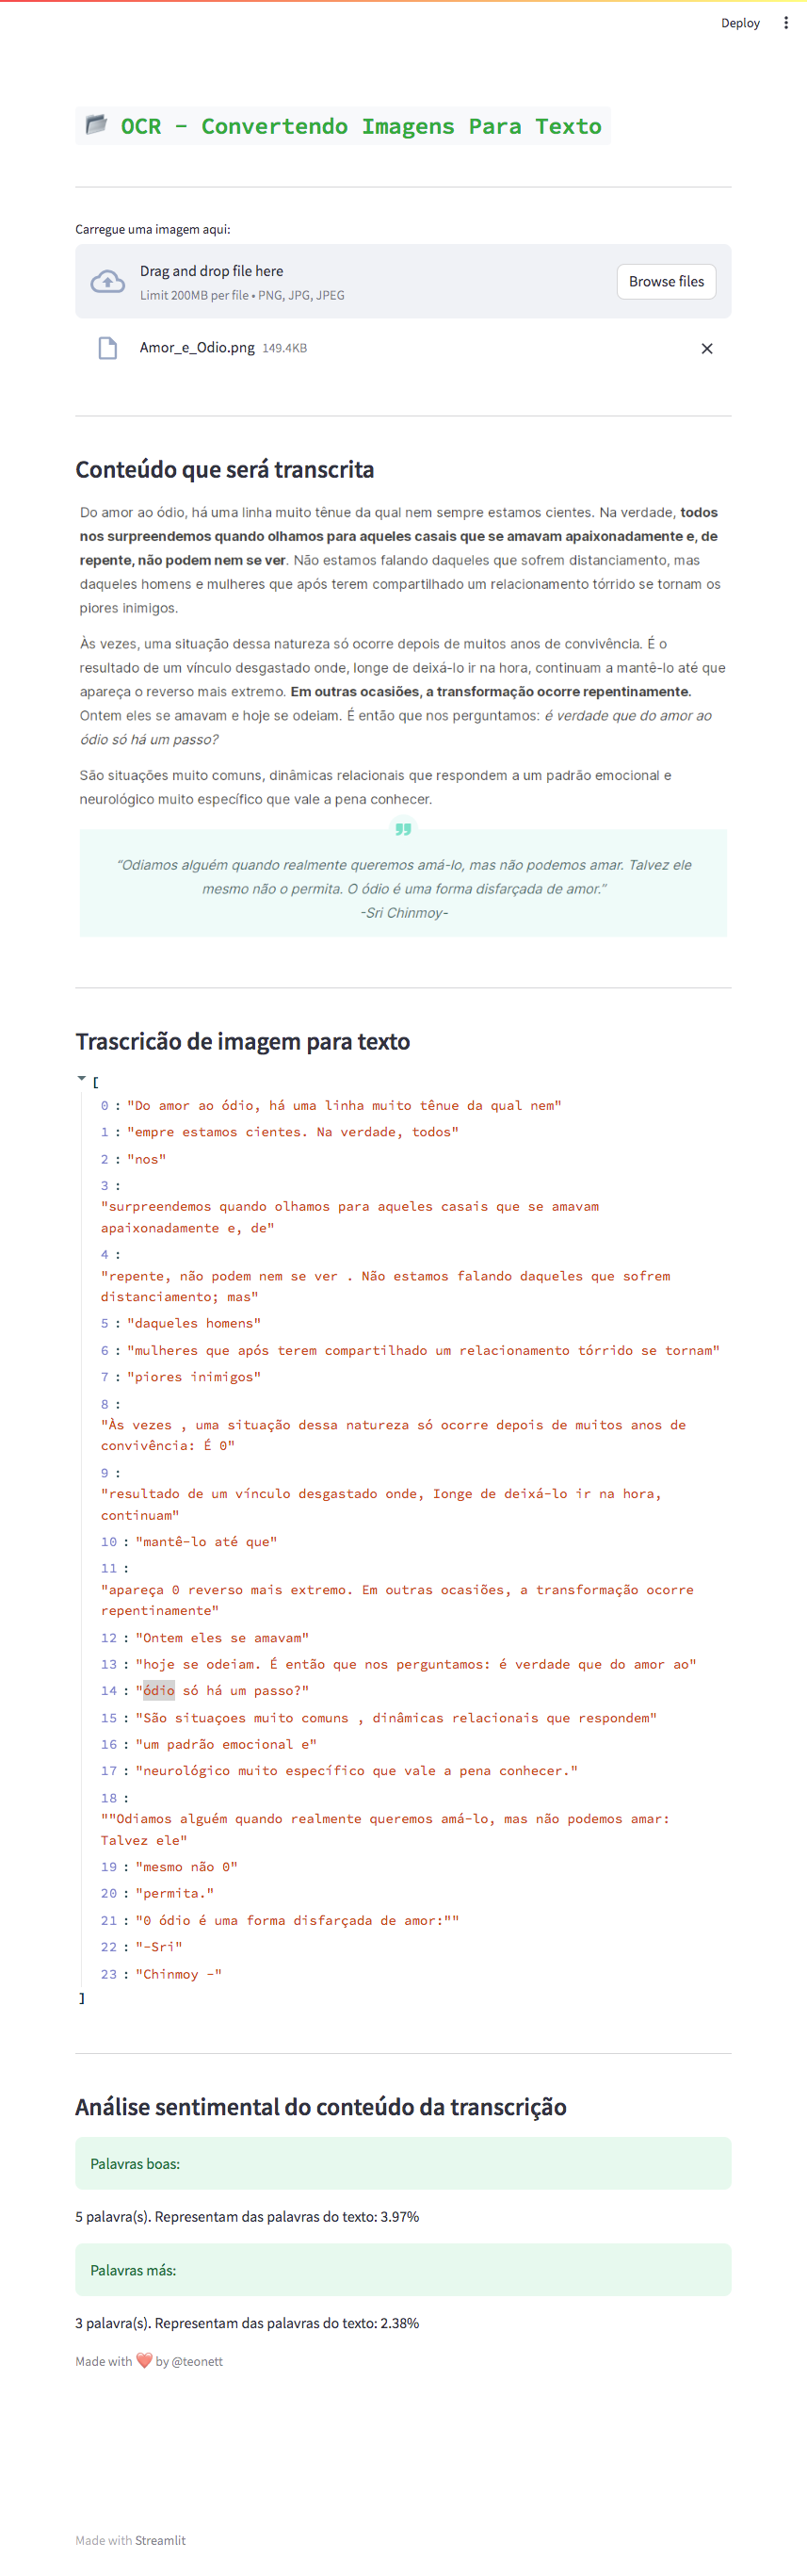 Deploy
OCR - Convertendo Imagens Para Texto
Carregue uma imagem aqui:
Drag and drop file here
Limit 200MB per file • PNG, JPG, JPEG
Browse files
Amor_e_Odio.png 149.4KB
Conteúdo que será transcrita
Do amor ao ódio, há uma linha muito tênue da qual nem sempre estamos cientes. Na verdade, todos
nos surpreendemos quando olhamos para aqueles casais que se amavam apaixonadamente e, de
repente, não podem nem se ver. Não estamos falando daqueles que sofrem distanciamento, mas
daqueles homens e mulheres que após terem compartilhado um relacionamento tórrido se tornam os
piores inimigos.
Às vezes, uma situação dessa natureza só ocorre depois de muitos anos de convivência. É o
resultado de um vínculo desgastado onde, longe de deixá-lo ir na hora, continuam a mantê-lo até que
apareça o reverso mais extremo. Em outras ocasiões, a transformação ocorre repentinamente.
Ontem eles se amavam e hoje se odeiam. É então que nos perguntamos: é verdade que do amor ao
ódio só há um passo?
São situações muito comuns, dinâmicas relacionais que respondem a um padrão emocional e
neurológico muito específico que vale a pena conhecer.
“Odiamos alguém quando realmente queremos amá-lo, mas não podemos amar. Talvez ele
mesmo não o permita. O ódio é uma forma disfarçada de amor.”
-Sri Chinmoy-
Trascricão de imagem para texto
[
0 : "Do amor ao ódio, há uma linha muito tênue da qual nem"
1 : "empre estamos cientes. Na verdade, todos"
2 : "nos"
3 :
"surpreendemos quando olhamos para aqueles casais que se amavam
apaixonadamente e, de"
4 :
"repente, não podem nem se ver . Não estamos falando daqueles que sofrem
distanciamento; mas"
5 : "daqueles homens"
6 : "mulheres que após terem compartilhado um relacionamento tórrido se tornam"
7 : "piores inimigos"
8 :
"Às vezes , uma situação dessa natureza só ocorre depois de muitos anos de
convivência: É 0"
9 :
"resultado de um vínculo desgastado onde, Ionge de deixá-lo ir na hora,
continuam"
10 : "mantê-lo até que"
11 :
"apareça 0 reverso mais extremo. Em outras ocasiões, a transformação ocorre
repentinamente"
12 : "Ontem eles se amavam"
13 : "hoje se odeiam. É então que nos perguntamos: é verdade que do amor ao"
14 : "ódio só há um passo?"
15 : "São situaçoes muito comuns , dinâmicas relacionais que respondem"
16 : "um padrão emocional e"
17 : "neurológico muito específico que vale a pena conhecer."
18 :
""Odiamos alguém quando realmente queremos amá-lo, mas não podemos amar:
Talvez ele"
19 : "mesmo não 0"
20 : "permita."
21 : "0 ódio é uma forma disfarçada de amor:""
22 : "-Sri"
23 : "Chinmoy -"
]
Análise sentimental do conteúdo da transcrição
Palavras boas:
5 palavra(s). Representam das palavras do texto: 3.97%
Palavras más:
3 palavra(s). Representam das palavras do texto: 2.38%
Made with ❤️ by @teonett
Made with Streamlit